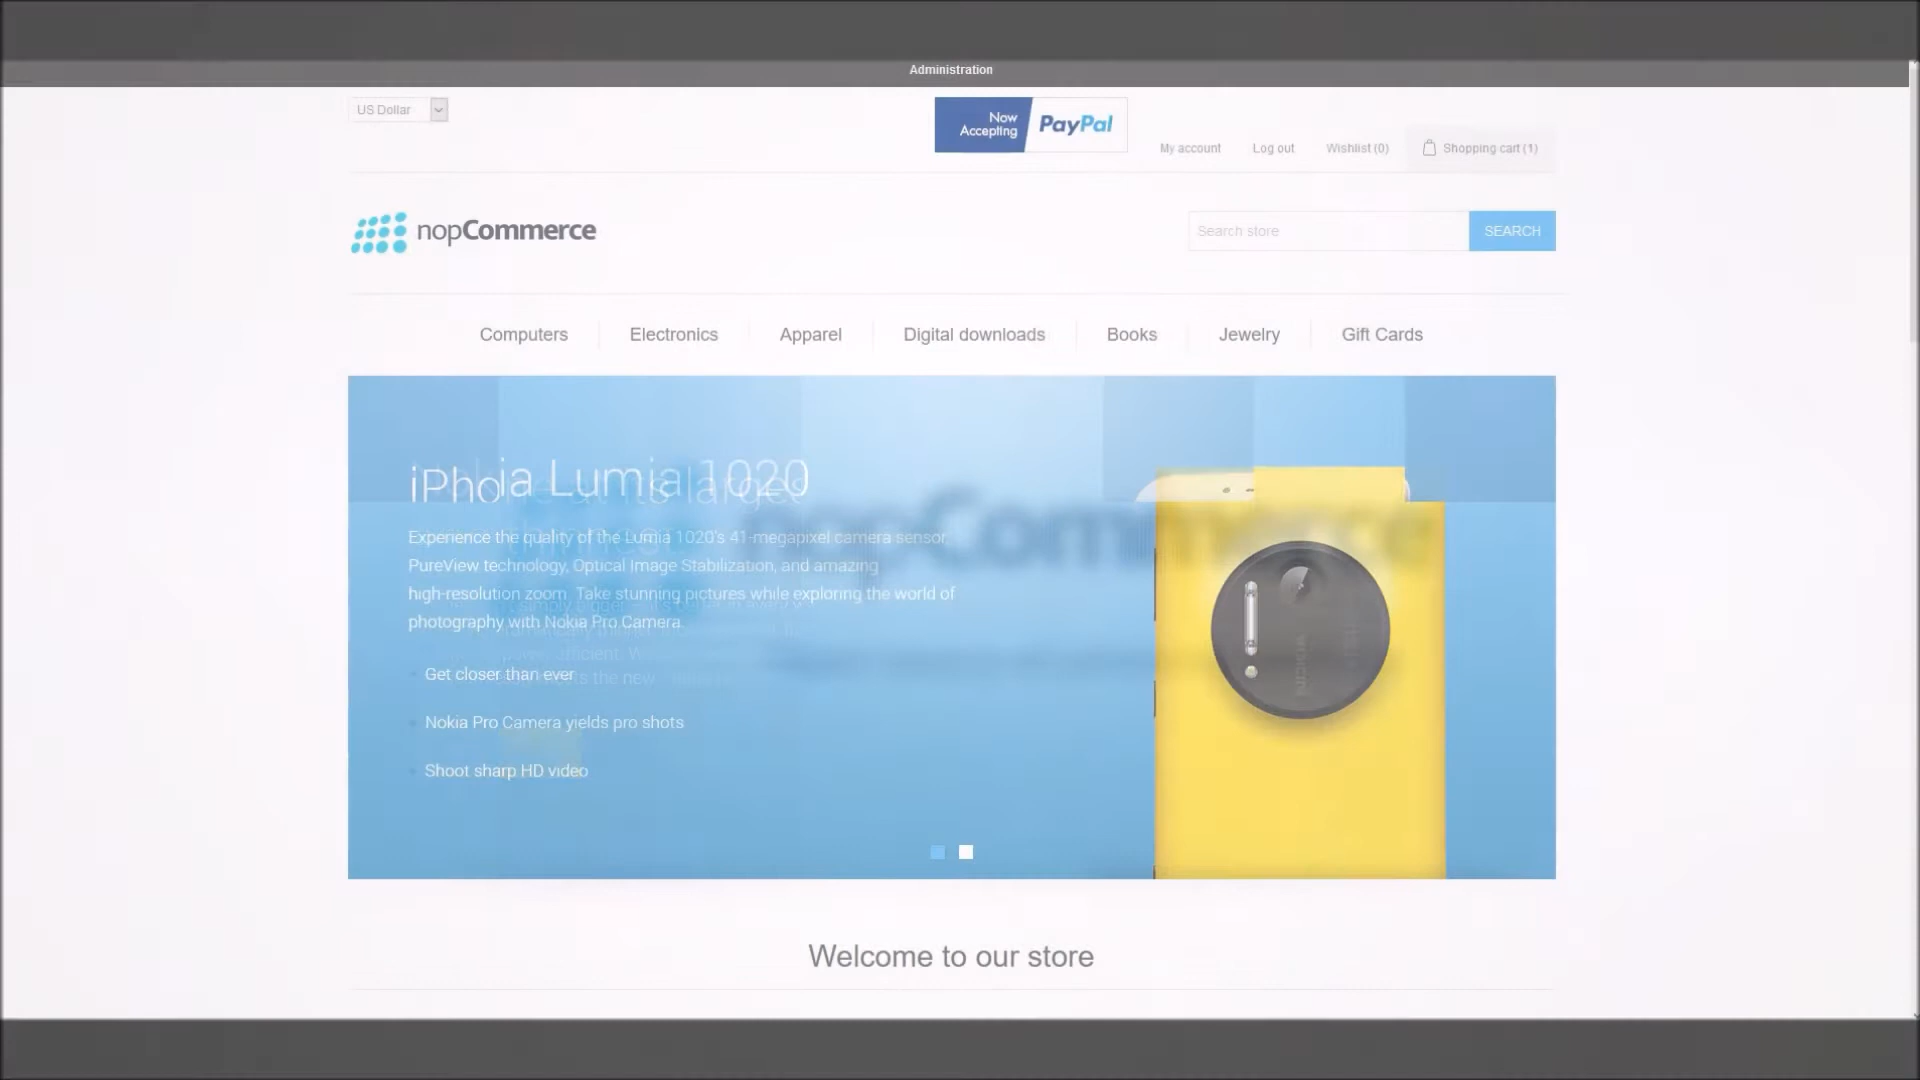 Administration
US Dollar
Now
Accepting
PayPal
My account
Log out
Wishlist (0)
Shopping cart (1)
nopCommerce
Search store
SEARCH
Computers
Electronics
Apparel
Digital downloads
Books
Jewelry
Gift Cards
Lumia 1020
Experience the quality of the Lumia 1020's 41-megapixel camera sensor,
PureView technology, Optical Image Stabilization, and amazing
high-resolution zoom. Take stunning pictures while exploring the world of
photography with Nokia Pro Camera.
Get closer than ever
Nokia Pro Camera yields pro shots
Shoot sharp HD video
nopCommerce
Welcome to our store